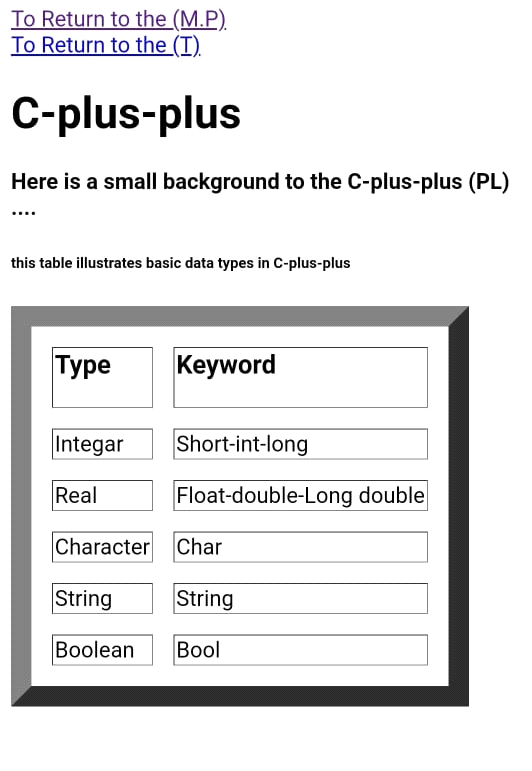 To Return to the (M.P)
To Return to the (T)
C-plus-plus
Here is a small background to the C-plus-plus (PL)
....
this table illustrates basic data types in C-plus-plus
Type Keyword
Integar Short-int-long
Real Float-double-Long double
Character Char
String String
Boolean Bool